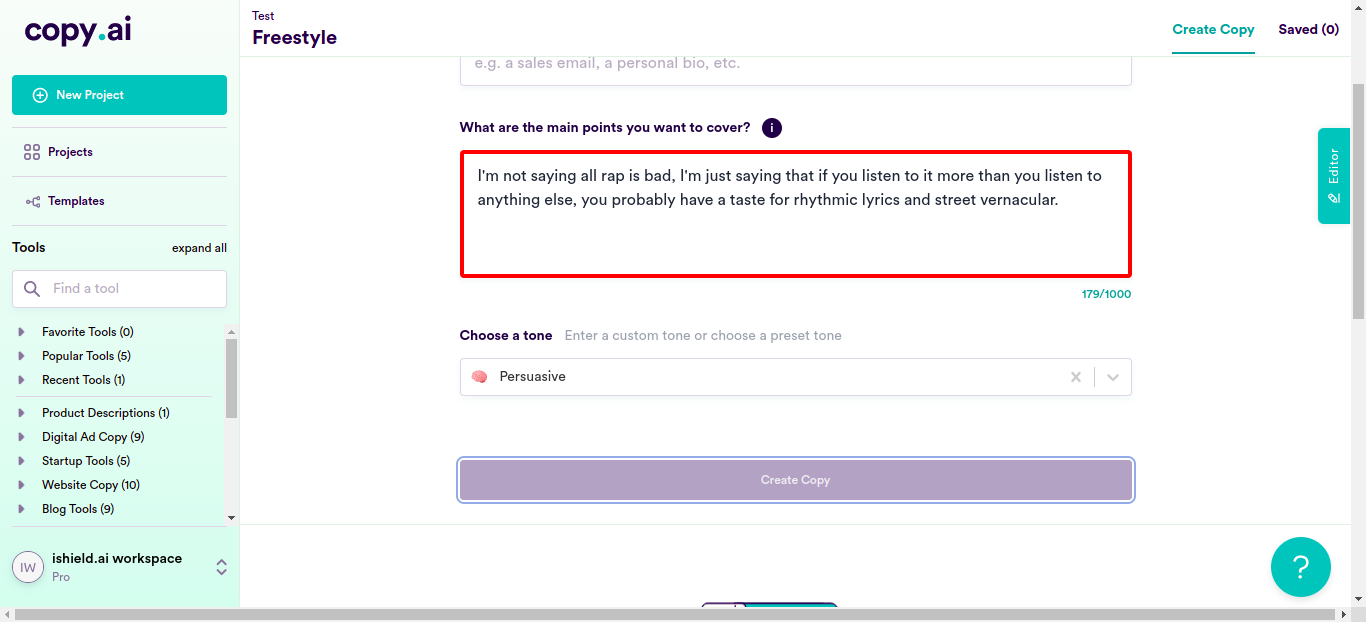 copy.ai
Test
Freestyle
Create Copy
Saved (0)
New Project
Projects
Templates
Tools
expand all
Find a tool
Favorite Tools (0)
Popular Tools (5)
Recent Tools (1)
Product Descriptions (1)
Digital Ad Copy (9)
Startup Tools (5)
Website Copy (10)
Blog Tools (9)
IW
ishield.ai workspace
Pro
e.g. a sales email, a personal bio, etc.
What are the main points you want to cover?
i
I'm not saying all rap is bad, I'm just saying that if you listen to it more than you listen to
anything else, you probably have a taste for rhythmic lyrics and street vernacular.
179/1000
Choose a tone
Enter a custom tone or choose a preset tone
Persuasive
Create Copy
Editor
?